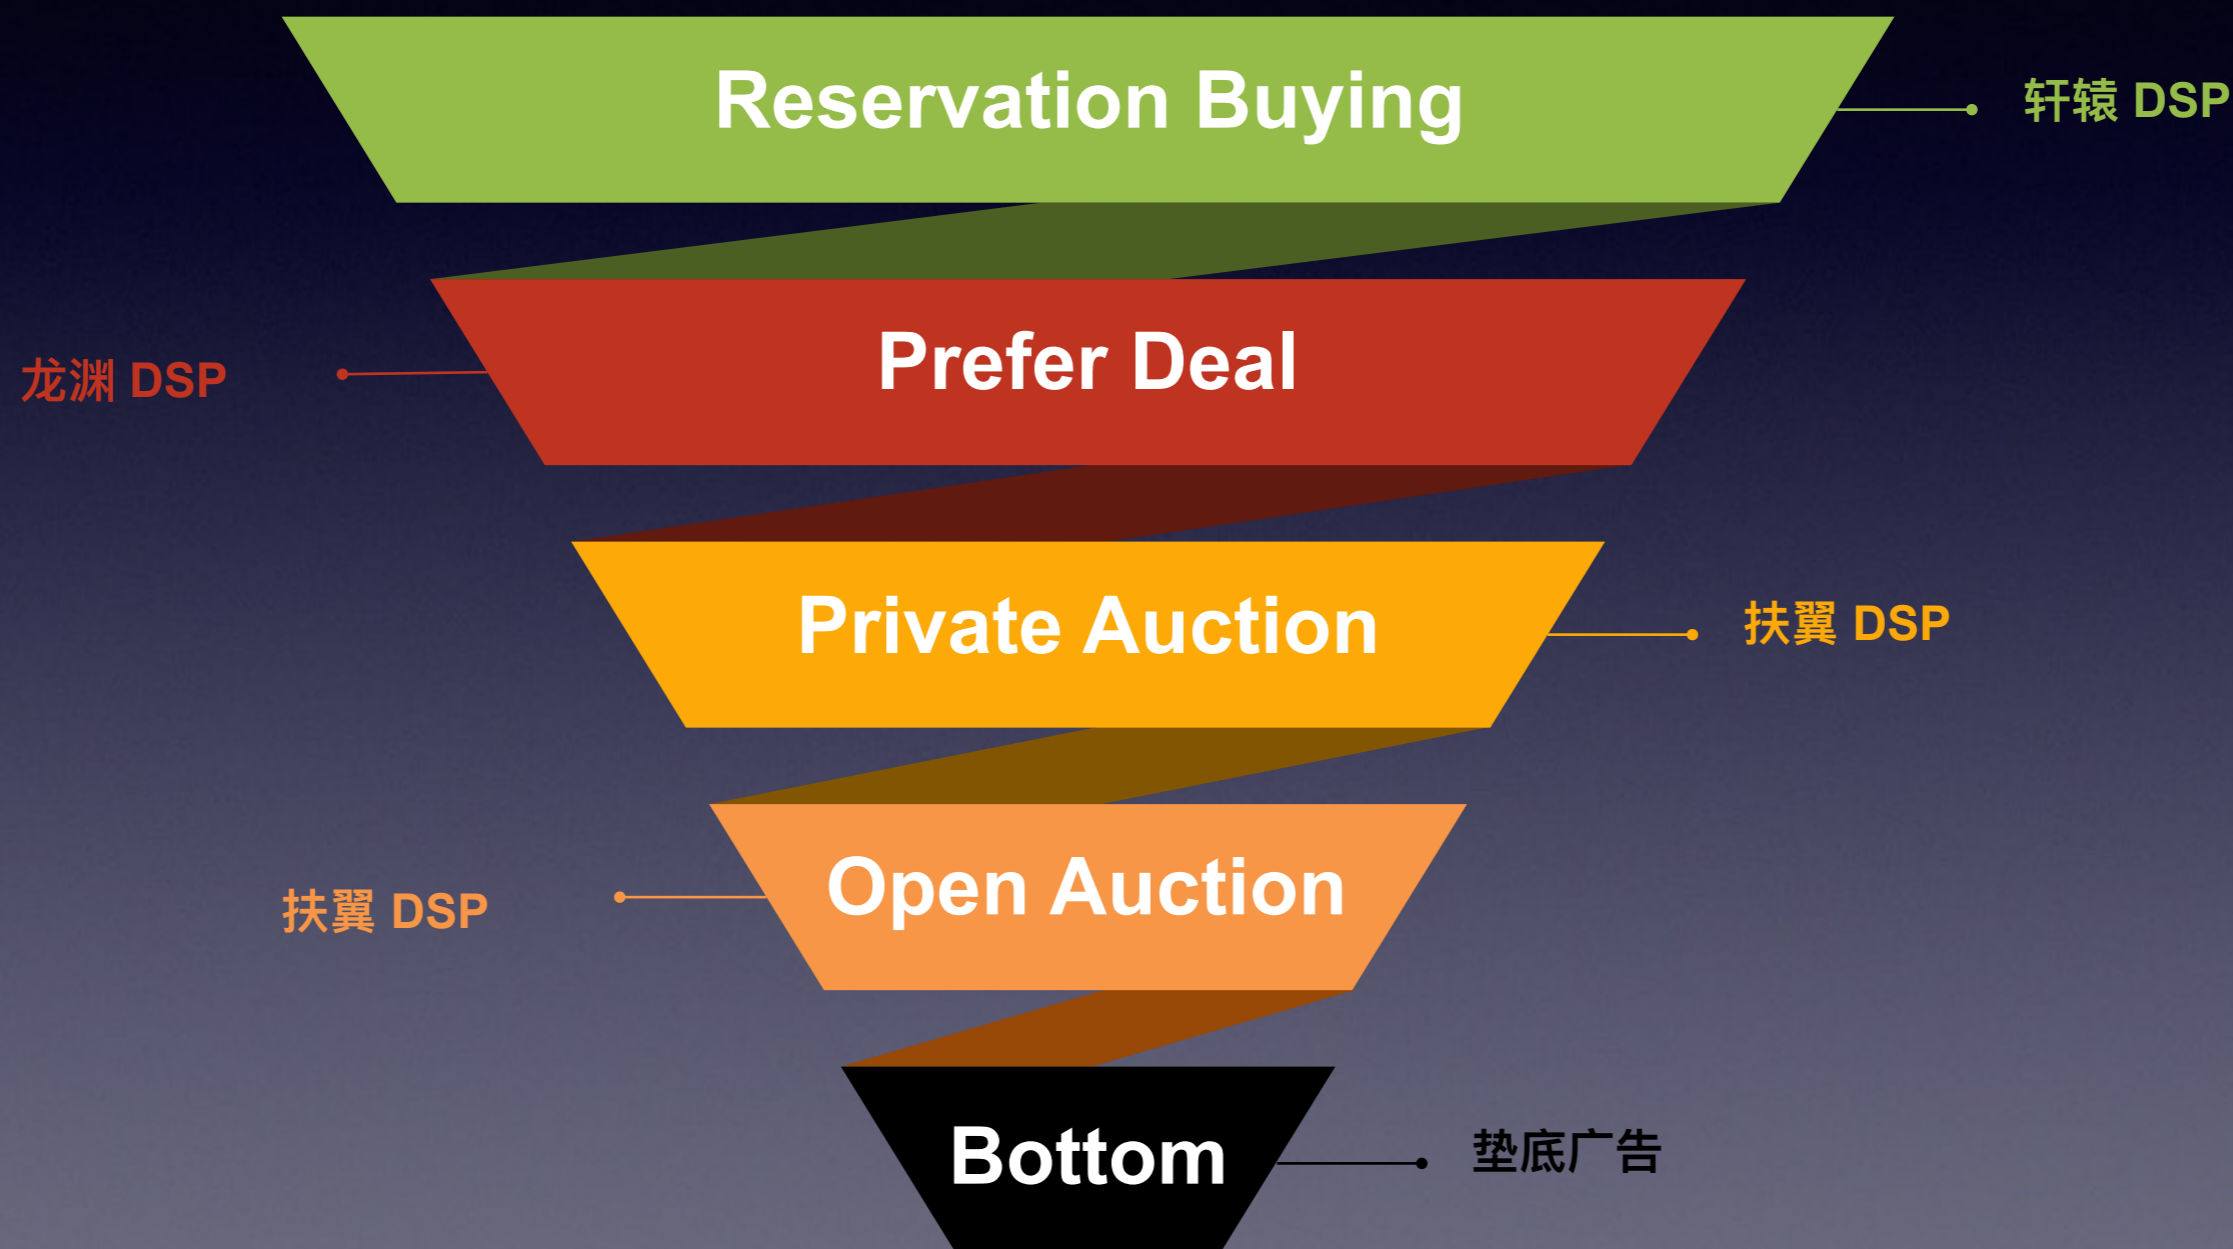 Reservation Buying
轩辕 DSP
Prefer Deal
龙渊 DSP
Private Auction
扶翼 DSP
Open Auction
扶翼 DSP
Bottom
垫底广告